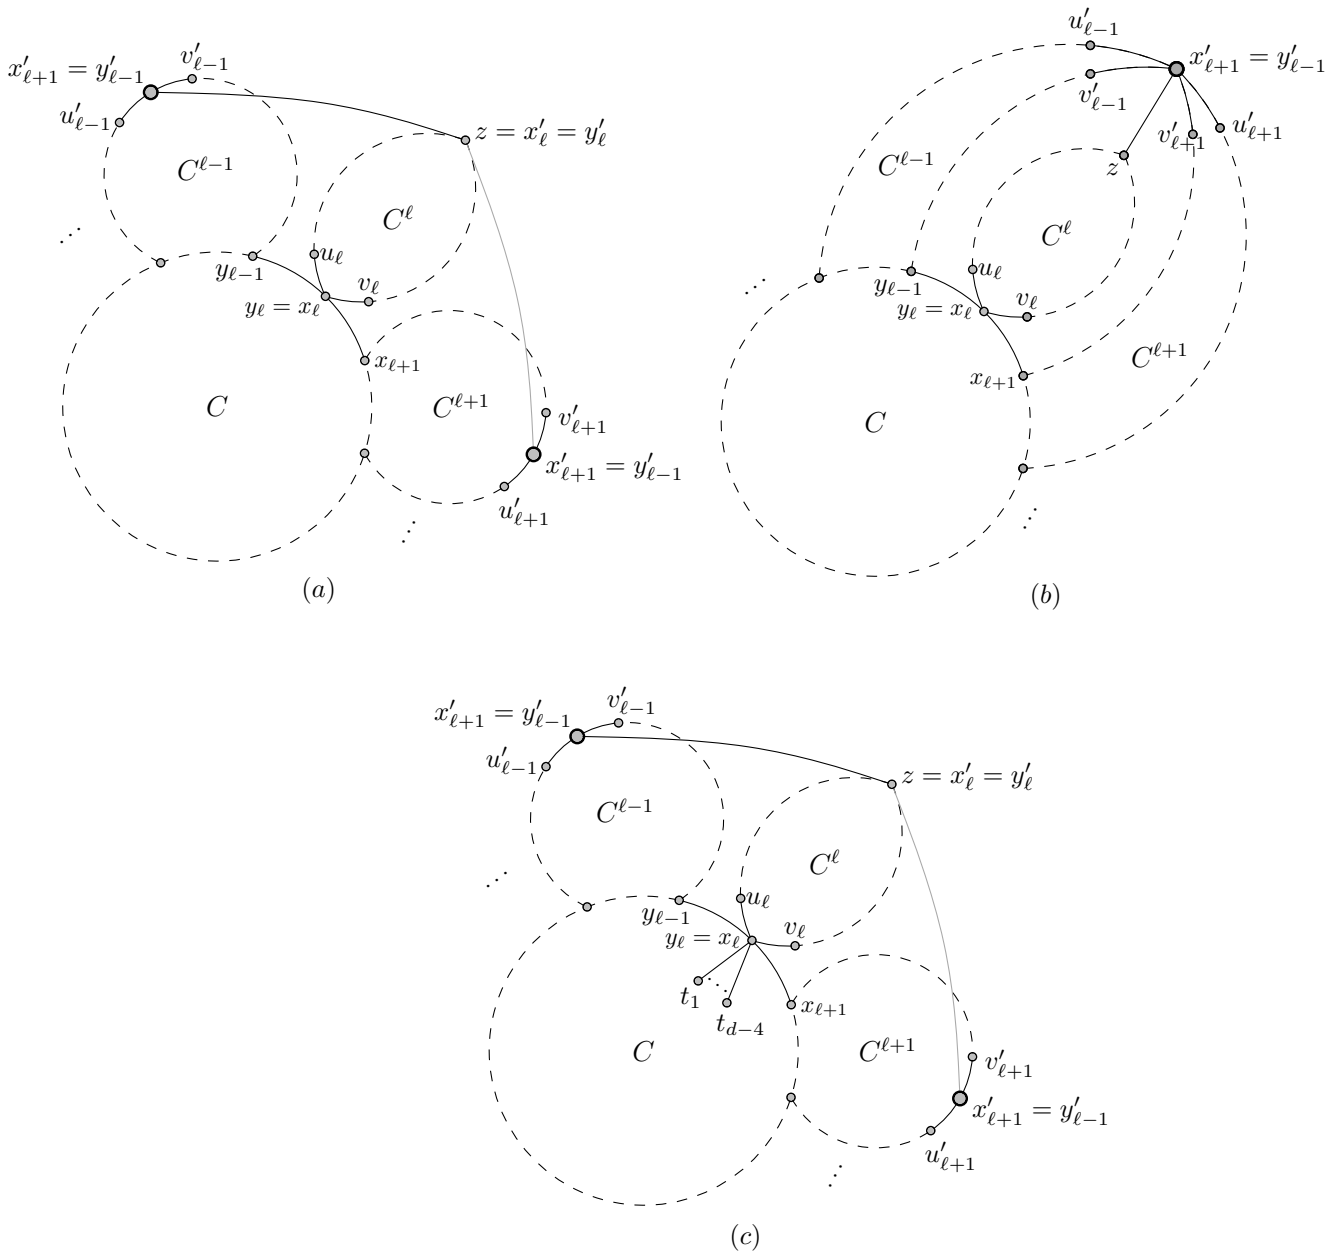 v′_{ℓ−1}
x′_{ℓ+1} = y′_{ℓ−1}
u′_{ℓ−1}
z = x′_ℓ = y′_ℓ
C^{ℓ−1}
C^ℓ
⋰
u_ℓ
y_{ℓ−1}
v_ℓ
y_ℓ = x_ℓ
x_{ℓ+1}
C
C^{ℓ+1}
v′_{ℓ+1}
x′_{ℓ+1} = y′_{ℓ−1}
u′_{ℓ+1}
⋰
(a)
u′_{ℓ−1}
x′_{ℓ+1} = y′_{ℓ−1}
v′_{ℓ−1}
v′_{ℓ+1}
u′_{ℓ+1}
C^{ℓ−1}
z
C^ℓ
⋰
u_ℓ
y_{ℓ−1}
v_ℓ
y_ℓ = x_ℓ
C^{ℓ+1}
x_{ℓ+1}
C
⋰
(b)
v′_{ℓ−1}
x′_{ℓ+1} = y′_{ℓ−1}
u′_{ℓ−1}
z = x′_ℓ = y′_ℓ
C^{ℓ−1}
C^ℓ
⋰
u_ℓ
y_{ℓ−1}
v_ℓ
y_ℓ = x_ℓ
⋱
t_1
x_{ℓ+1}
t_{d−4}
C
C^{ℓ+1}
v′_{ℓ+1}
x′_{ℓ+1} = y′_{ℓ−1}
u′_{ℓ+1}
⋰
(c)